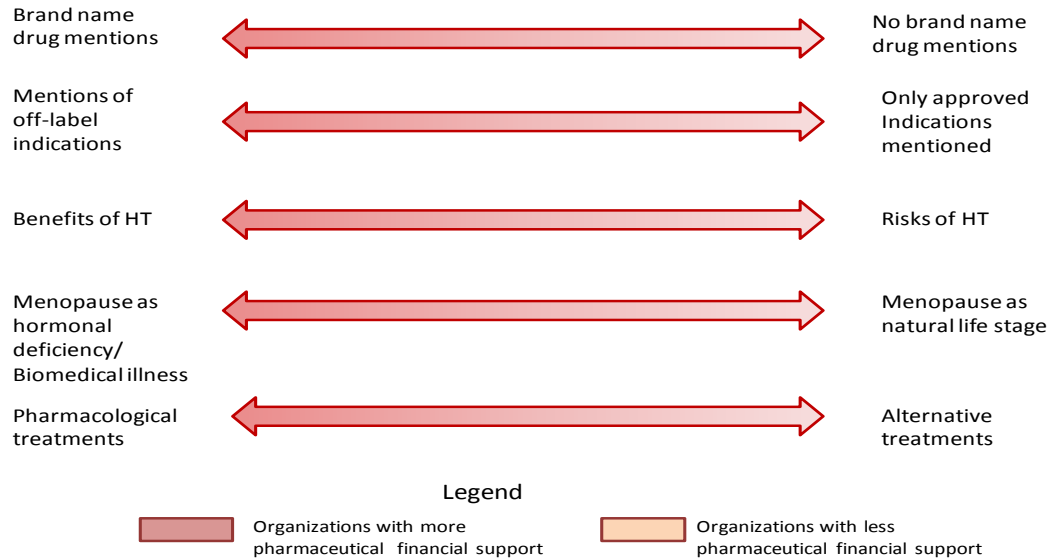 Brand name
drug mentions
No brand name
drug mentions
Mentions of
off-label
indications
Only approved
Indications
mentioned
Benefits of HT
Risks of HT
Menopause as
hormonal
deficiency/
Biomedical illness
Menopause as
natural life stage
Pharmacological
treatments
Alternative
treatments
Legend
Organizations with more
pharmaceutical financial support
Organizations with less
pharmaceutical financial support